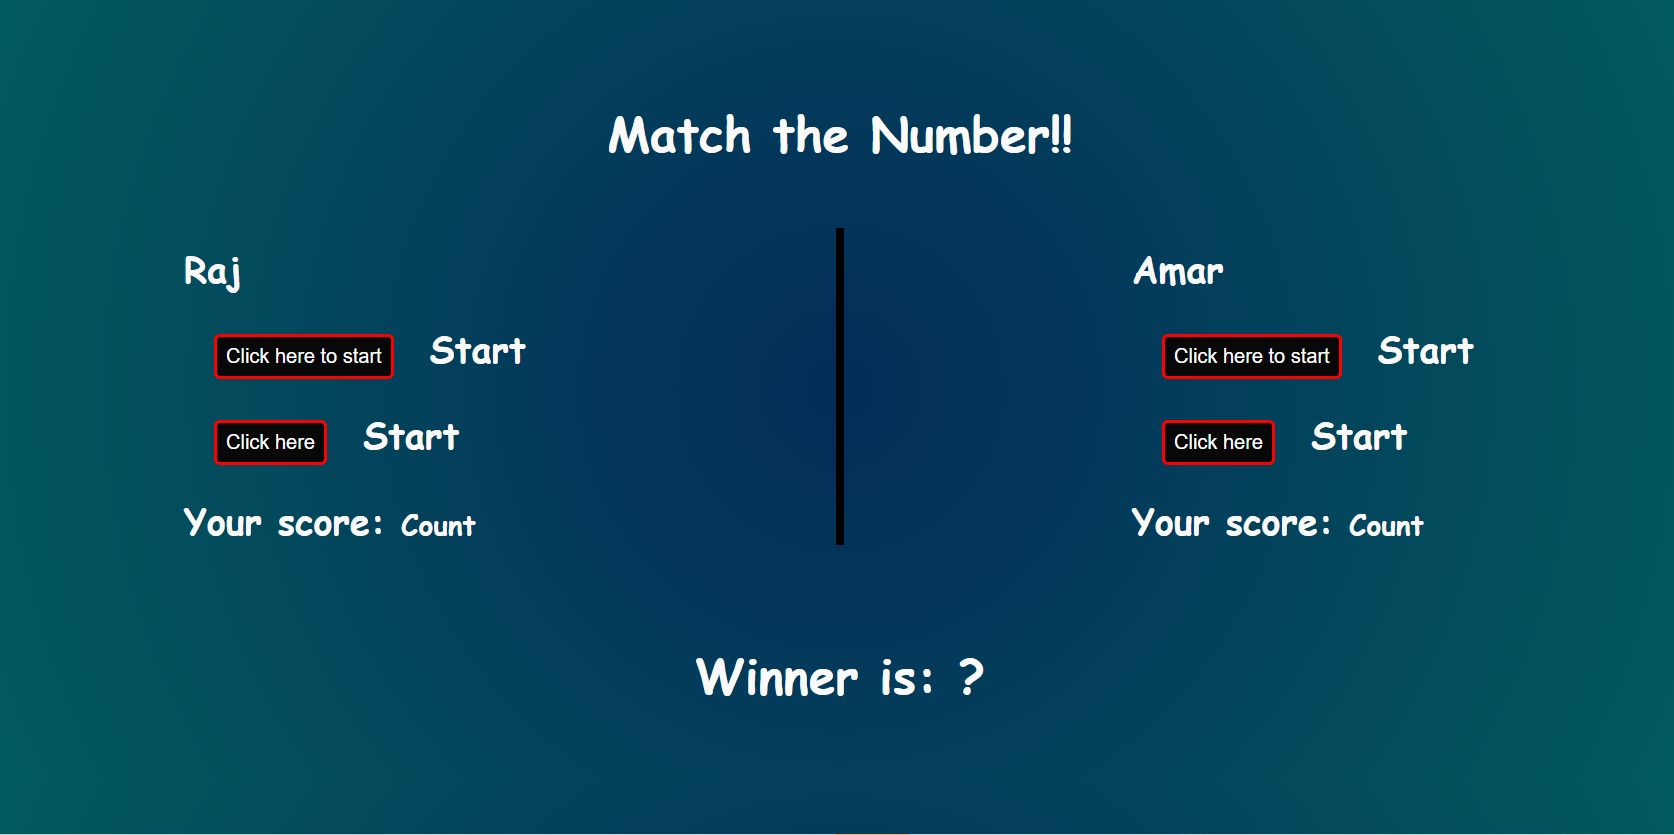 Match the Number!!
Raj
Click here to start Start
Click here Start
Your score: Count
Amar
Click here to start Start
Click here Start
Your score: Count
Winner is: ?